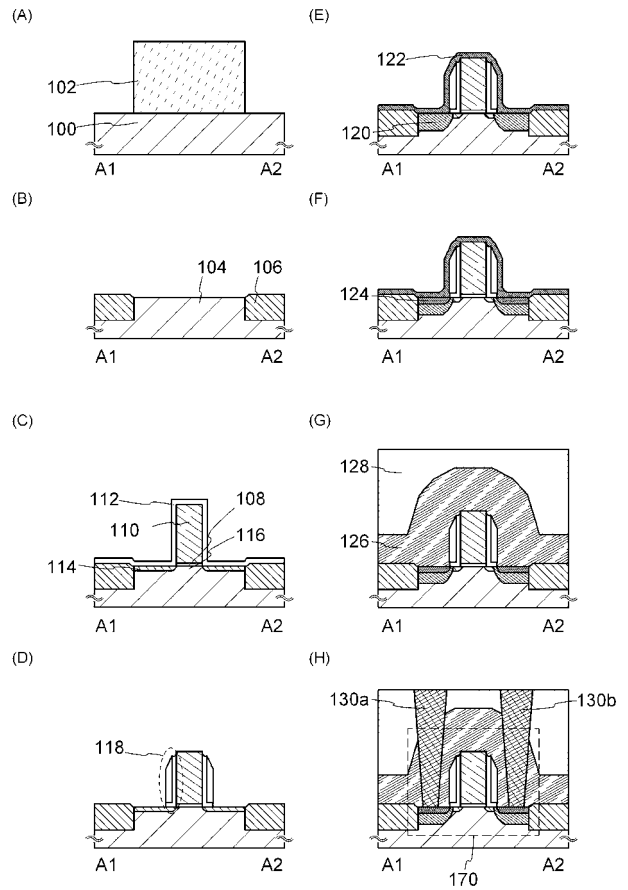 (A)
102
100
A1 A2
(B)
104 106
A1 A2
(C)
112
108
110
116
114
A1 A2
(D)
118
A1 A2
(E)
122
120
A1 A2
(F)
124
A1 A2
(G)
128
126
A1 A2
(H)
130a
130b
A1 A2
170